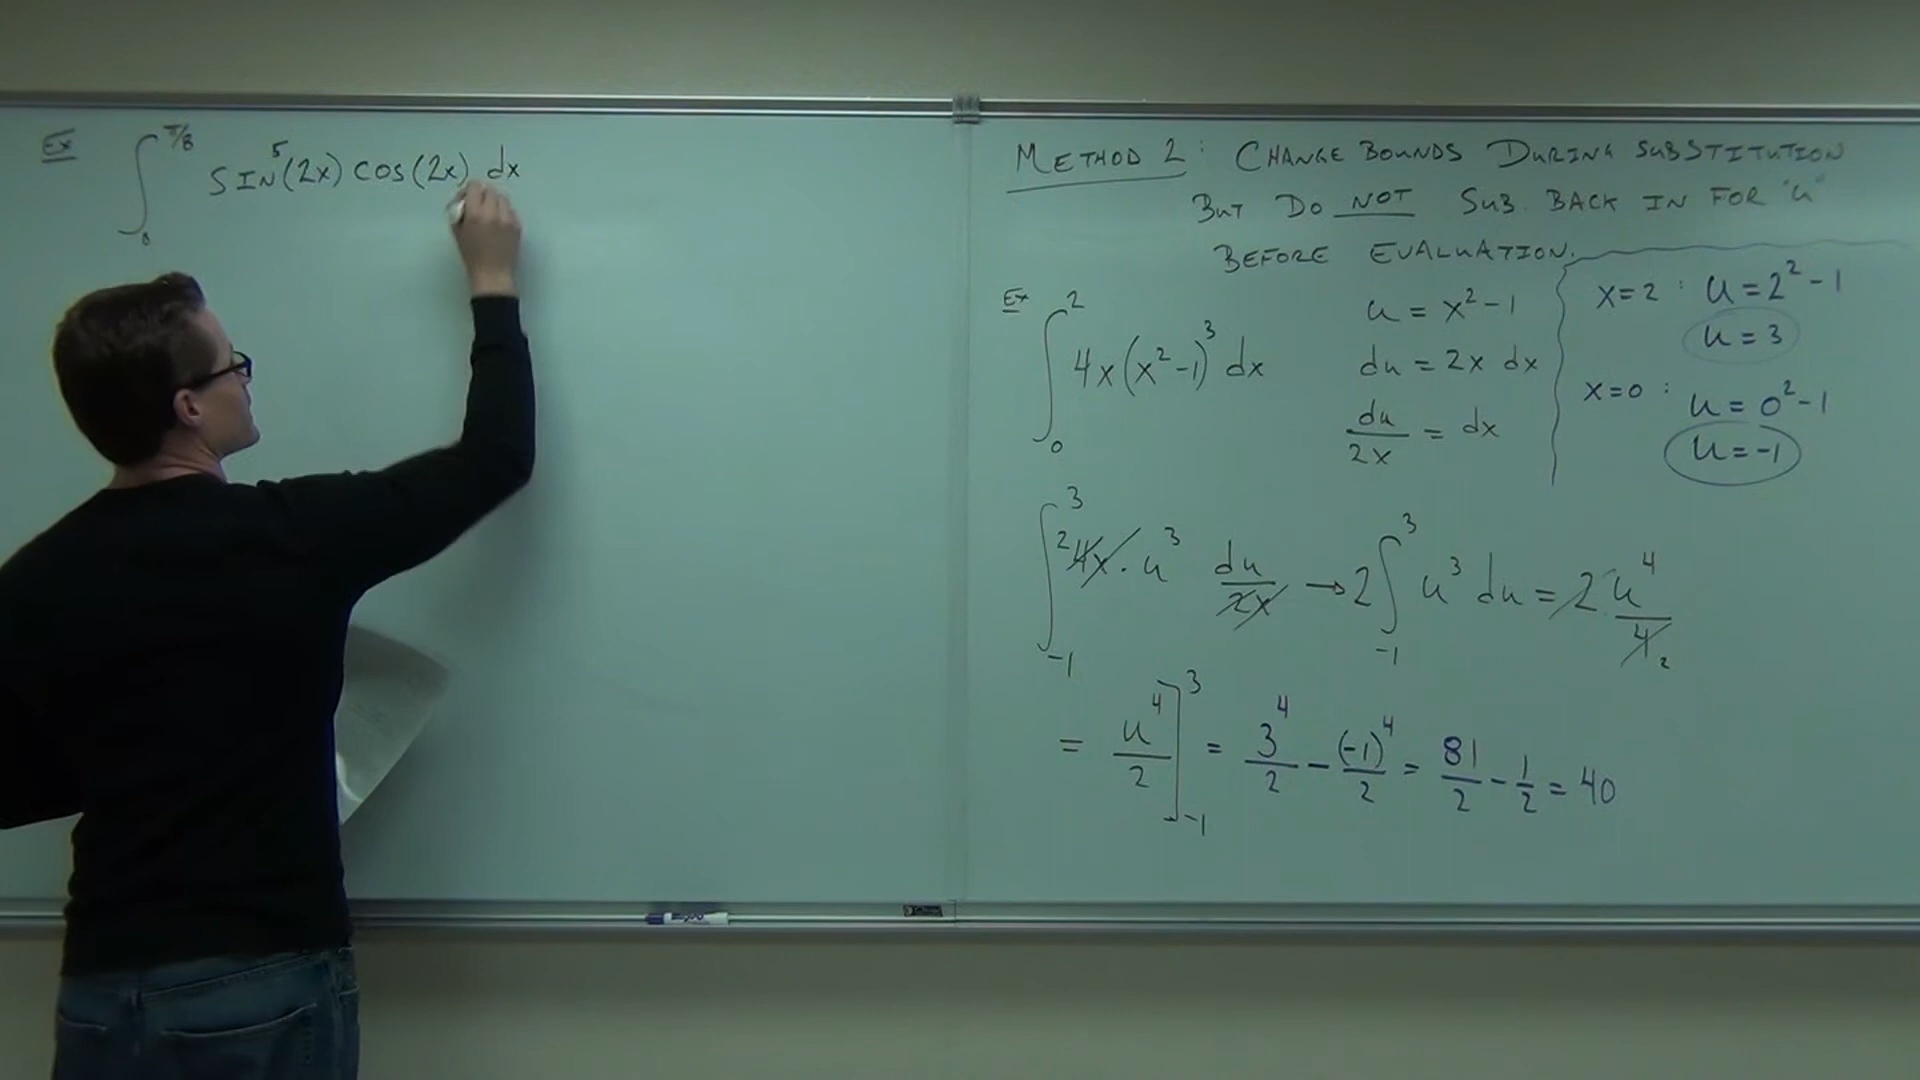 Ex ∫₀^π/8 SIN⁵(2x) COS(2x) dx
METHOD 2: CHANGE BOUNDS DURING SUBSTITUTION
BUT DO NOT SUB. BACK IN FOR "u"
BEFORE EVALUATION.
Ex ∫₀² 4x(x²-1)³ dx
u = x²-1
du = 2x dx
du/2x = dx
x=2 : u=2²-1
u=3
x=0 : u=0²-1
u=-1
∫₋₁³ 2 4x · u³ du/2x → 2∫₋₁³ u³ du = 2 u⁴/4 2
= u⁴/2]₋₁³ = 3⁴/2 - (-1)⁴/2 = 81/2 - 1/2 = 40